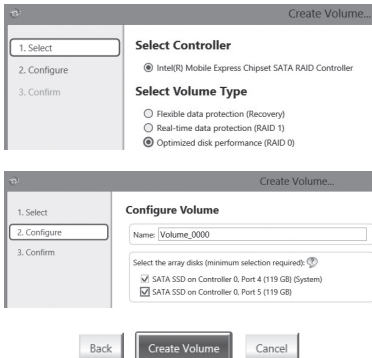 Create Volume...
1. Select
2. Configure
3. Confirm
Select Controller
Intel(R) Mobile Express Chipset SATA RAID Controller
Select Volume Type
Flexible data protection (Recovery)
Real-time data protection (RAID 1)
Optimized disk performance (RAID 0)
Create Volume...
1. Select
2. Configure
3. Confirm
Configure Volume
Name: Volume_0000
Select the array disks (minimum selection required): ?
SATA SSD on Controller 0, Port 4 (119 GB) (System)
SATA SSD on Controller 0, Port 5 (119 GB)
Back Create Volume Cancel